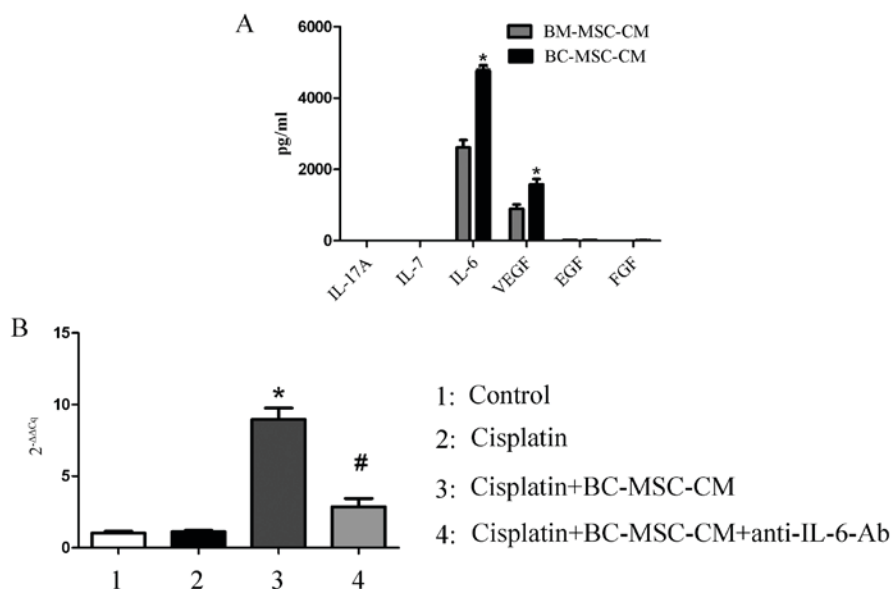 A
6000
4000
2000
0
pg/ml
BM-MSC-CM
BC-MSC-CM
*
*
IL-17A
IL-7
IL-6
VEGF
EGF
FGF
B
15
10
5
0
2-ΔΔCq
*
#
1
2
3
4
1: Control
2: Cisplatin
3: Cisplatin+BC-MSC-CM
4: Cisplatin+BC-MSC-CM+anti-IL-6-Ab